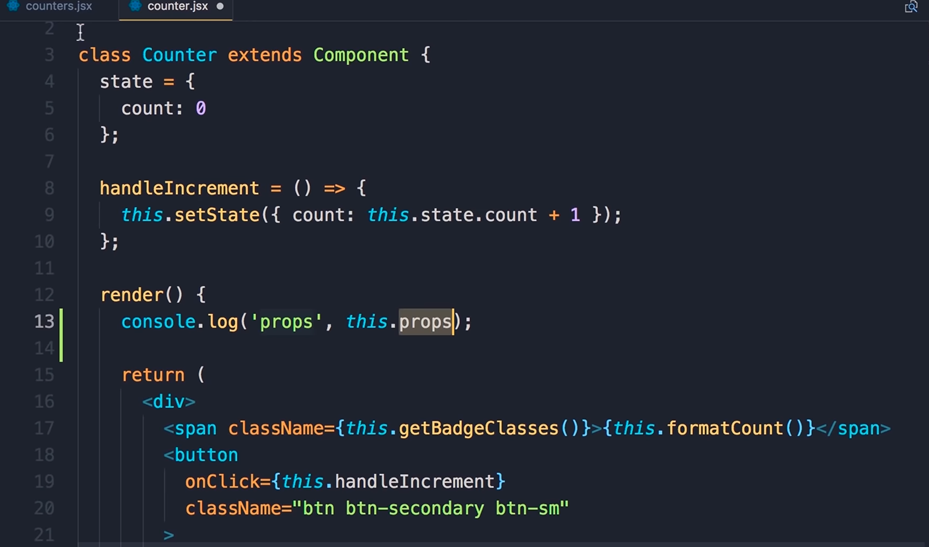 counters.jsx counter.jsx
2
3 class Counter extends Component {
4 state = {
5 count: 0
6 };
7
8 handleIncrement = () => {
9 this.setState({ count: this.state.count + 1 });
10 };
11
12 render() {
13 console.log('props', this.props);
14
15 return (
16 <div>
17 <span className={this.getBadgeClasses()}>{this.formatCount()}</span>
18 <button
19 onClick={this.handleIncrement}
20 className="btn btn-secondary btn-sm"
21 >